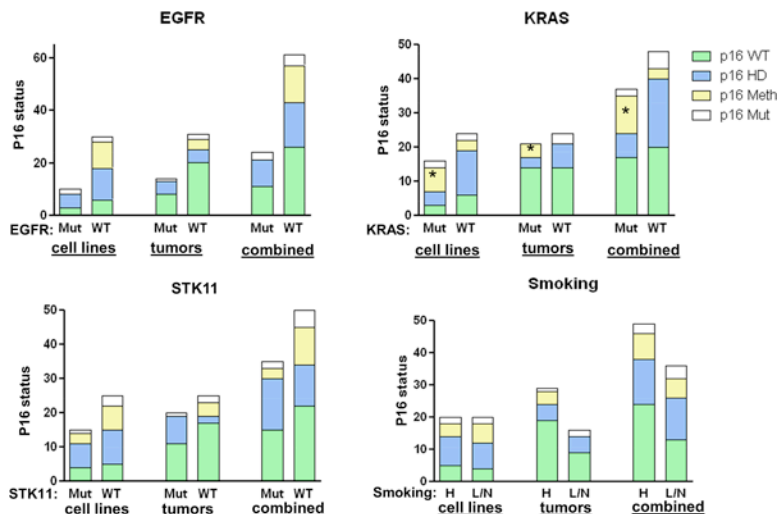 EGFR
P16 status
60
40
20
0
EGFR: Mut WT Mut WT Mut WT
cell lines tumors combined
KRAS
P16 status
50
40
30
20
10
0
*
*
*
KRAS: Mut WT Mut WT Mut WT
cell lines tumors combined
p16 WT
p16 HD
p16 Meth
p16 Mut
STK11
P16 status
50
40
30
20
10
0
STK11: Mut WT Mut WT Mut WT
cell lines tumors combined
Smoking
P16 status
50
40
30
20
10
0
Smoking: H L/N H L/N H L/N
cell lines tumors combined